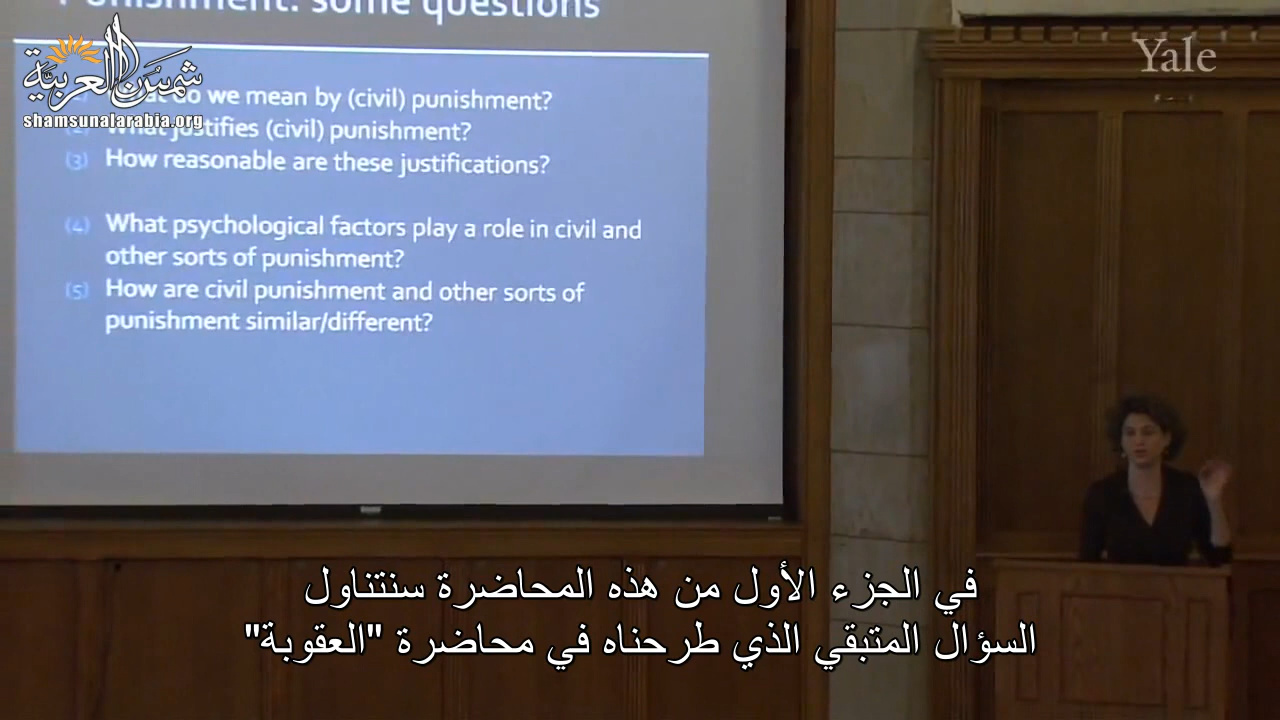 Punishment: some questions
شمسُ العربيّة
shamsunalarabia.org
Yale
do we mean by (civil) punishment?
(2) What justifies (civil) punishment?
(3) How reasonable are these justifications?
(4) What psychological factors play a role in civil and
other sorts of punishment?
(5) How are civil punishment and other sorts of
punishment similar/different?
في الجزء الأول من هذه المحاضرة سنتناول
السؤال المتبقي الذي طرحناه في محاضرة "العقوبة"